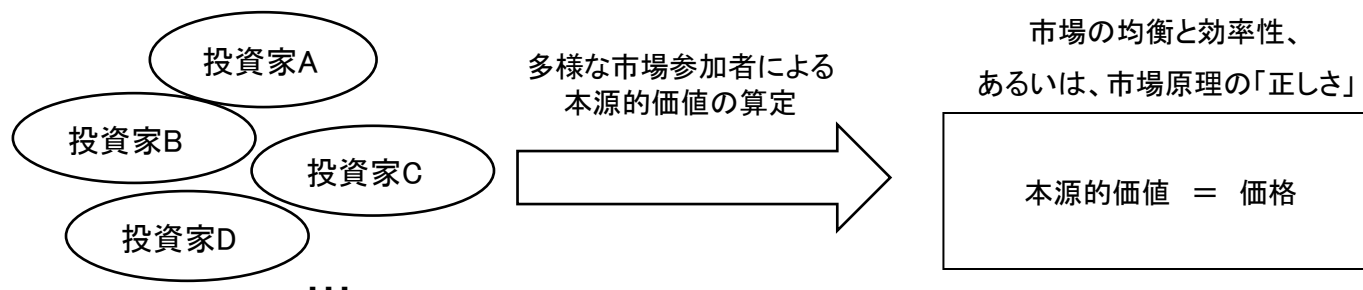 投資家A
投資家B
投資家C
投資家D
…
多様な市場参加者による
本源的価値の算定
市場の均衡と効率性、
あるいは、市場原理の「正しさ」
本源的価値 ＝ 価格